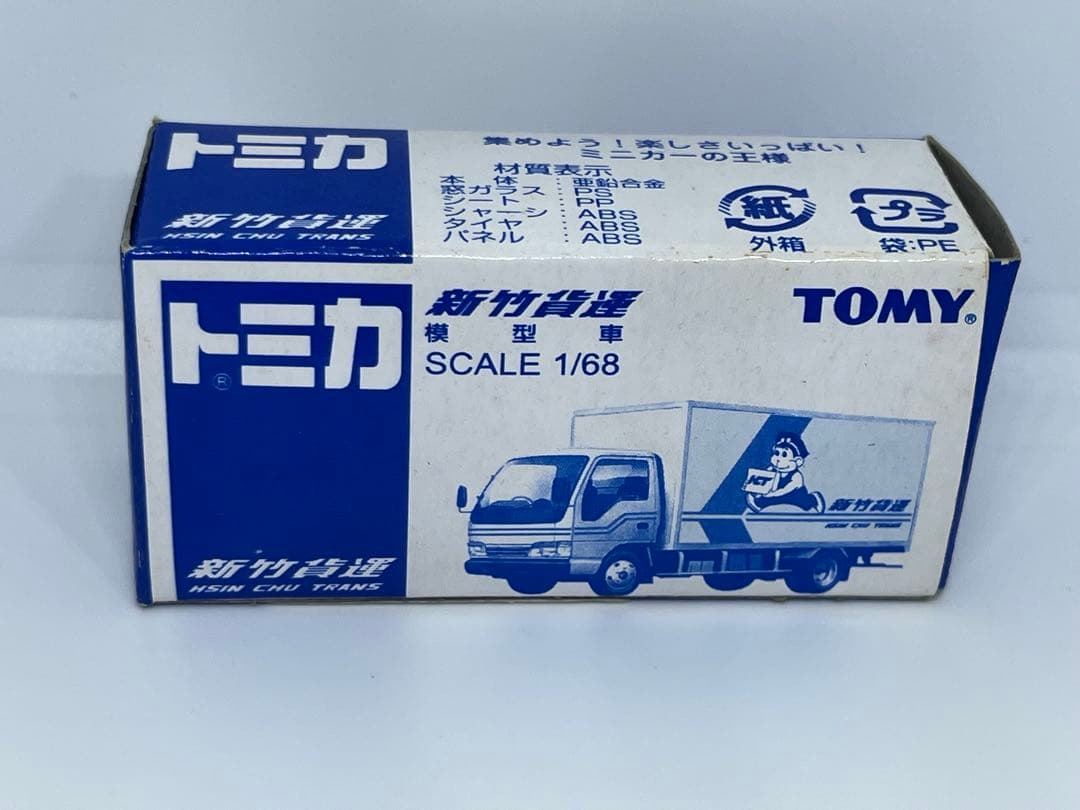 トミカ
新竹貨運
HSIN CHU TRANS
集めよう！楽しさいっぱい！
ミニカーの王様
材質表示
本体：亜鉛合金
窓ガラス：PS
シート：PP
シャーシ：ABS
タイヤ：ABS
パネル：ABS
紙
外箱
プラ
袋:PE
トミカ®
新竹貨運
模型車
SCALE 1/68
TOMY®
HCT
新竹貨運
HSIN CHU TRANS
新竹貨運
HSIN CHU TRANS